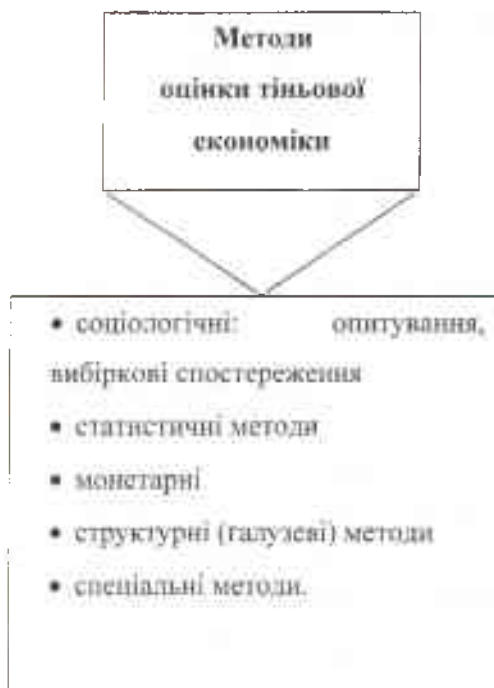 Методи
оцінки тіньової
економіки
• соціологічні: опитування,
вибіркові спостереження
• статистичні методи
• монетарні
• структурні (галузеві) методи
• спеціальні методи.